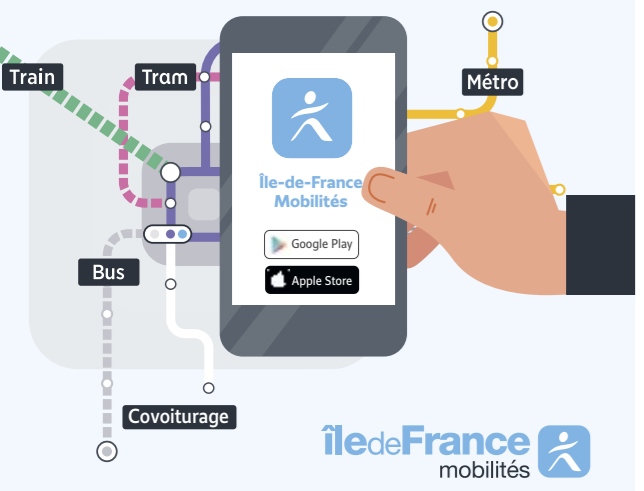 Train
Tram
Métro
Île-de-France
Mobilités
Google Play
Apple Store
Bus
Covoiturage
îledeFrance
mobilités